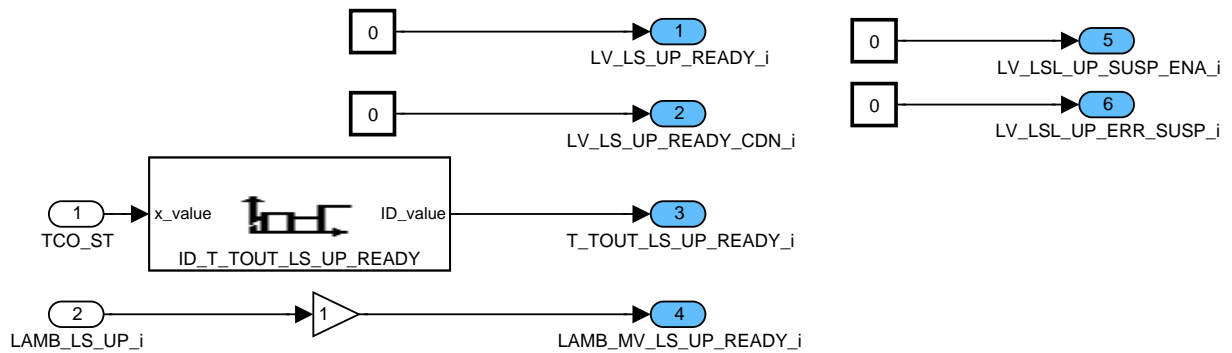 0
1
LV_LS_UP_READY_i
0
5
LV_LSL_UP_SUSP_ENA_i
0
2
LV_LS_UP_READY_CDN_i
0
6
LV_LSL_UP_ERR_SUSP_i
1
TCO_ST
x_value
ID_value
ID_T_TOUT_LS_UP_READY
3
T_TOUT_LS_UP_READY_i
2
LAMB_LS_UP_i
1
4
LAMB_MV_LS_UP_READY_i